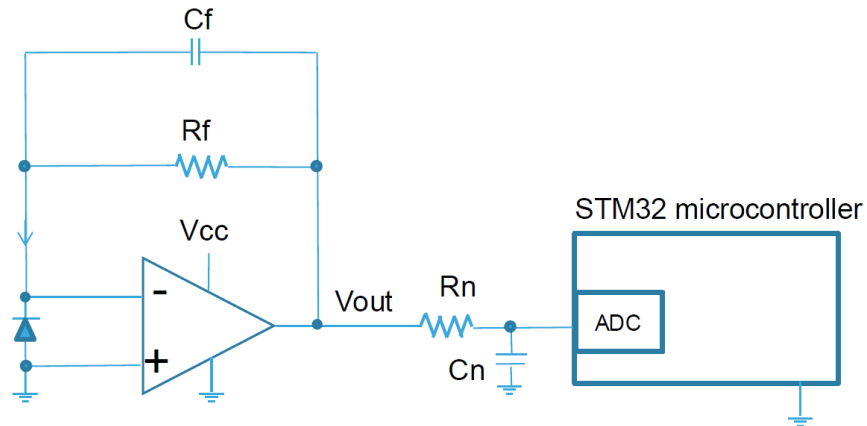 Cf
Rf
STM32 microcontroller
Vcc
-
Vout
Rn
ADC
+
Cn